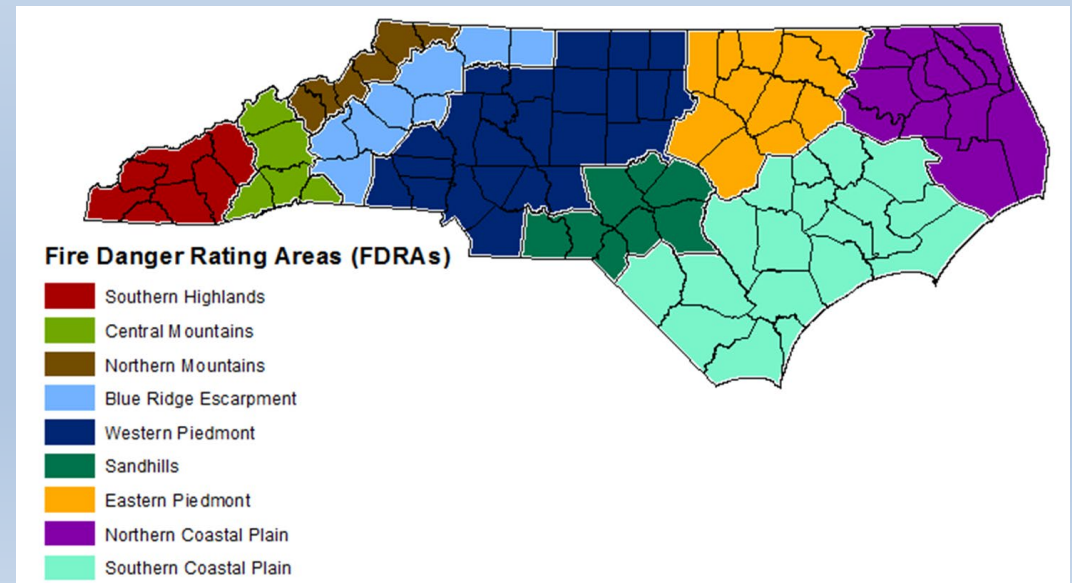 Fire Danger Rating Areas (FDRAs)
Southern Highlands
Central Mountains
Northern Mountains
Blue Ridge Escarpment
Western Piedmont
Sandhills
Eastern Piedmont
Northern Coastal Plain
Southern Coastal Plain